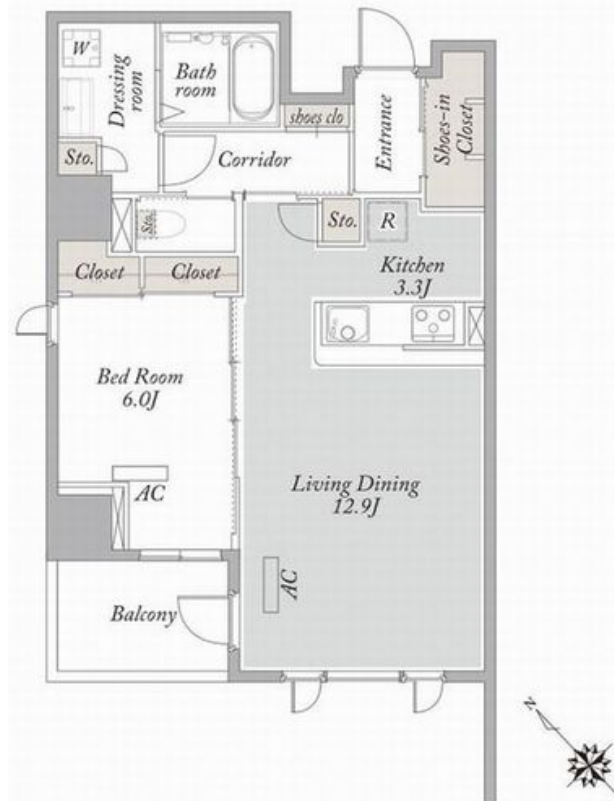 W
Dressing
room
Bath
room
shoes clo
Entrance
Shoes-in
Closet
Sto.
Corridor
Sto.
Sto.
R
Closet
Closet
Kitchen
3.3J
Bed Room
6.0J
AC
Living Dining
12.9J
AC
Balcony
N